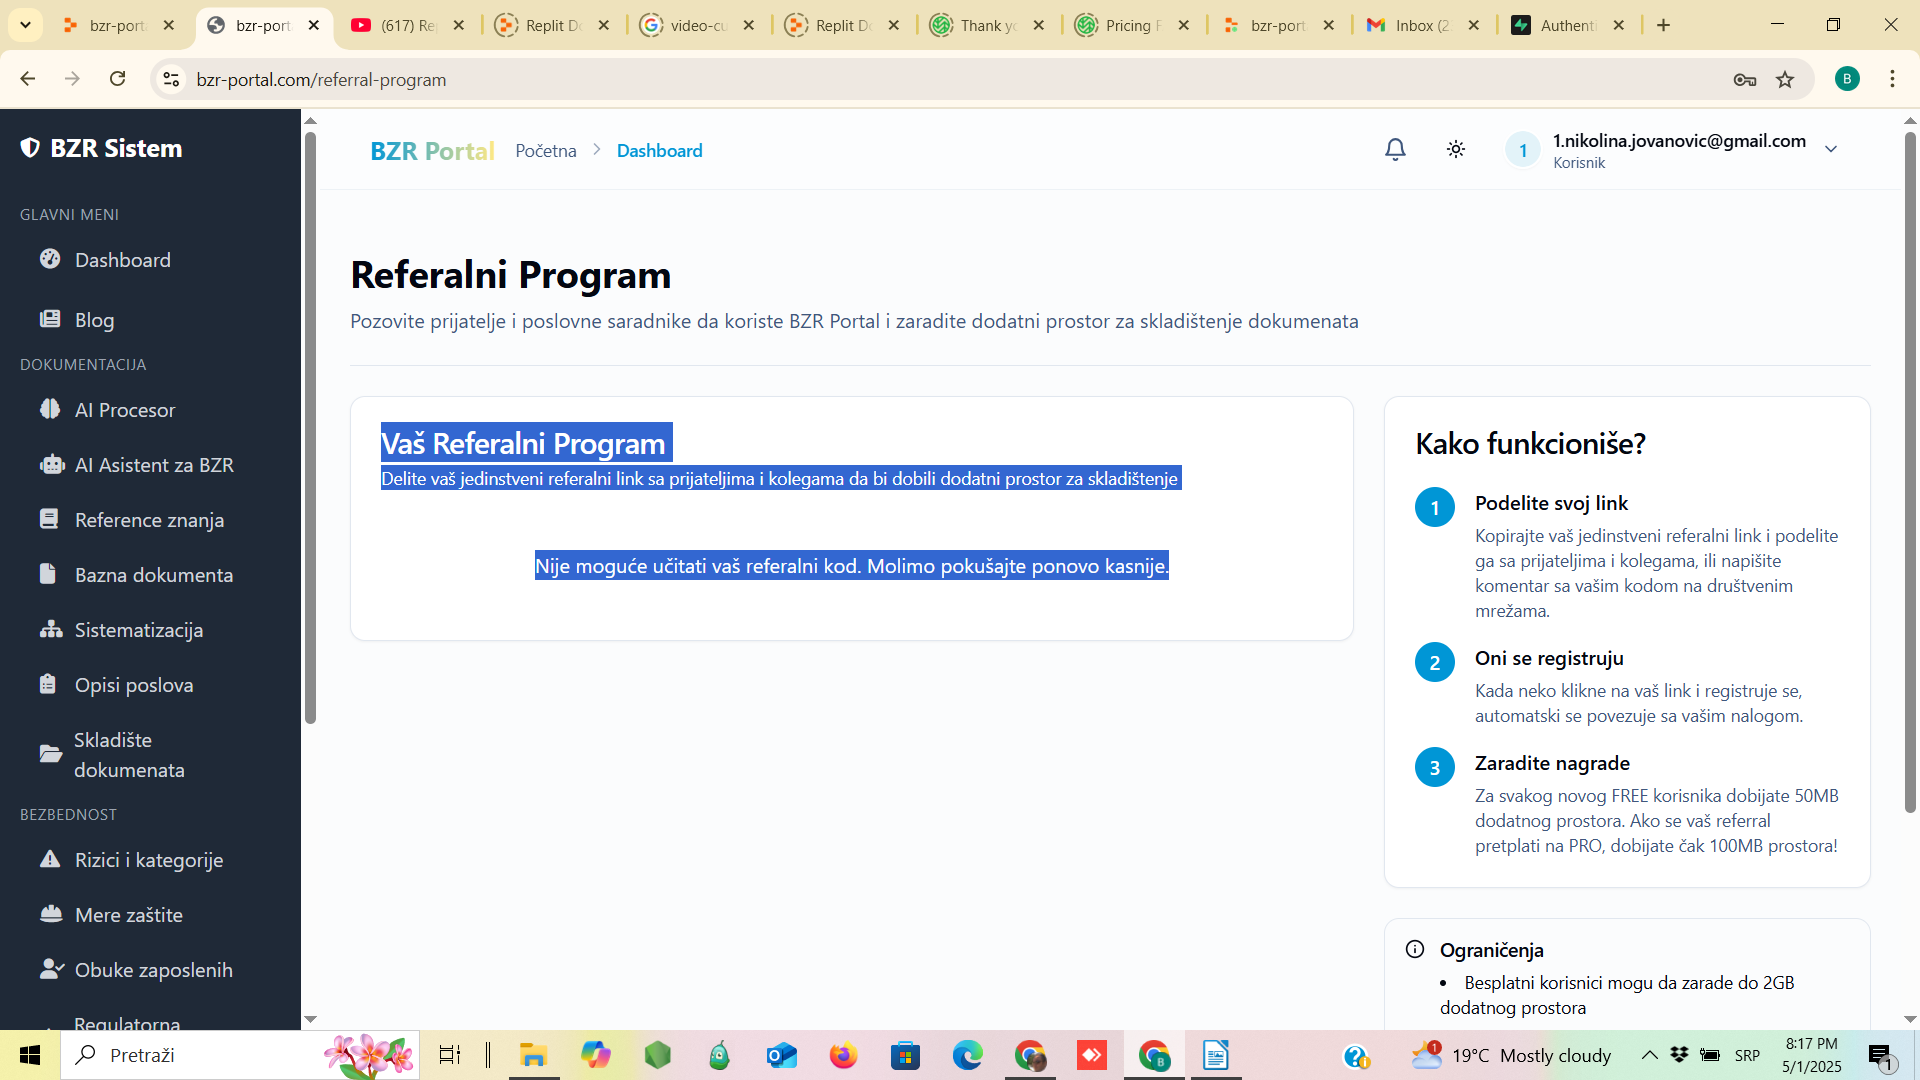 bzr-port
bzr-port
(617) Re
Replit D
video-cu
Replit D
Thank yo
Pricing F
bzr-port
Inbox (2
Authenti
bzr-portal.com/referral-program
B
BZR Sistem
GLAVNI MENI
Dashboard
Blog
DOKUMENTACIJA
AI Procesor
AI Asistent za BZR
Reference znanja
Bazna dokumenta
Sistematizacija
Opisi poslova
Skladište
dokumenata
BEZBEDNOST
Rizici i kategorije
Mere zaštite
Obuke zaposlenih
Regulatorna
BZR Portal
Početna
Dashboard
1
1.nikolina.jovanovic@gmail.com
Korisnik
Referalni Program
Pozovite prijatelje i poslovne saradnike da koriste BZR Portal i zaradite dodatni prostor za skladištenje dokumenata
Vaš Referalni Program
Delite vaš jedinstveni referalni link sa prijateljima i kolegama da bi dobili dodatni prostor za skladištenje
Nije moguće učitati vaš referalni kod. Molimo pokušajte ponovo kasnije.
Kako funkcioniše?
1
Podelite svoj link
Kopirajte vaš jedinstveni referalni link i podelite
ga sa prijateljima i kolegama, ili napišite
komentar sa vašim kodom na društvenim
mrežama.
2
Oni se registruju
Kada neko klikne na vaš link i registruje se,
automatski se povezuje sa vašim nalogom.
3
Zaradite nagrade
Za svakog novog FREE korisnika dobijate 50MB
dodatnog prostora. Ako se vaš referral
pretplati na PRO, dobijate čak 100MB prostora!
Ograničenja
• Besplatni korisnici mogu da zarade do 2GB
dodatnog prostora
Pretraži
1
19°C Mostly cloudy
SRP
8:17 PM
5/1/2025
1